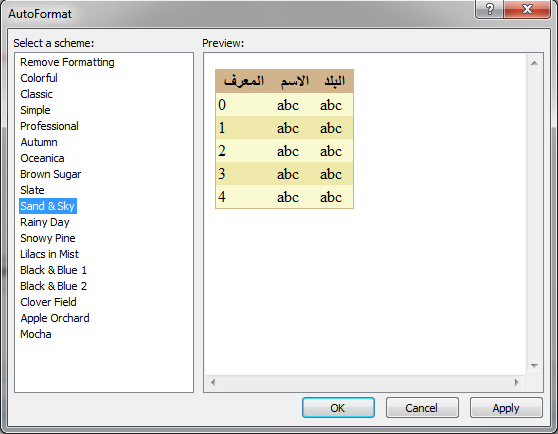 AutoFormat
Select a scheme:
Remove Formatting
Colorful
Classic
Simple
Professional
Autumn
Oceanica
Brown Sugar
Slate
Sand & Sky
Rainy Day
Snowy Pine
Lilacs in Mist
Black & Blue 1
Black & Blue 2
Clover Field
Apple Orchard
Mocha
Preview:
المعرف الاسم البلد
0 abc abc
1 abc abc
2 abc abc
3 abc abc
4 abc abc
OK Cancel Apply